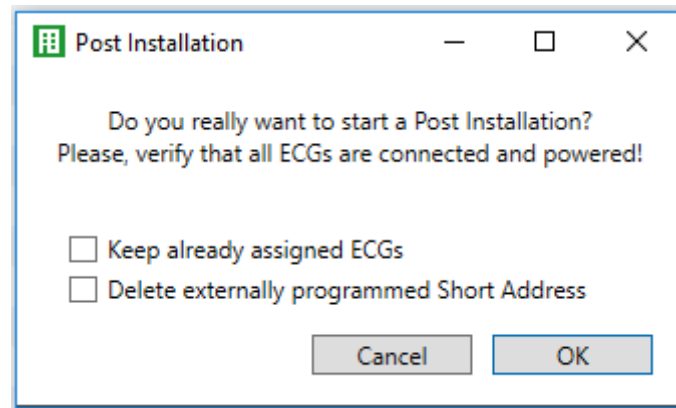 Post Installation
Do you really want to start a Post Installation?
Please, verify that all ECGs are connected and powered!
Keep already assigned ECGs
Delete externally programmed Short Address
Cancel OK